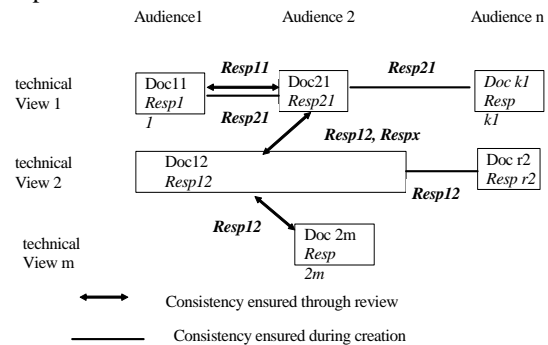 Audience1 Audience 2 Audience n
Resp11 Resp21
technical
View 1
Doc11
Resp1
1
Doc21
Resp21
Doc k1
Resp
k1
Resp21
Resp12, Respx
technical
View 2
Doc12
Resp12
Doc r2
Resp r2
Resp12
Resp12
technical
View m
Doc 2m
Resp
2m
Consistency ensured through review
Consistency ensured during creation